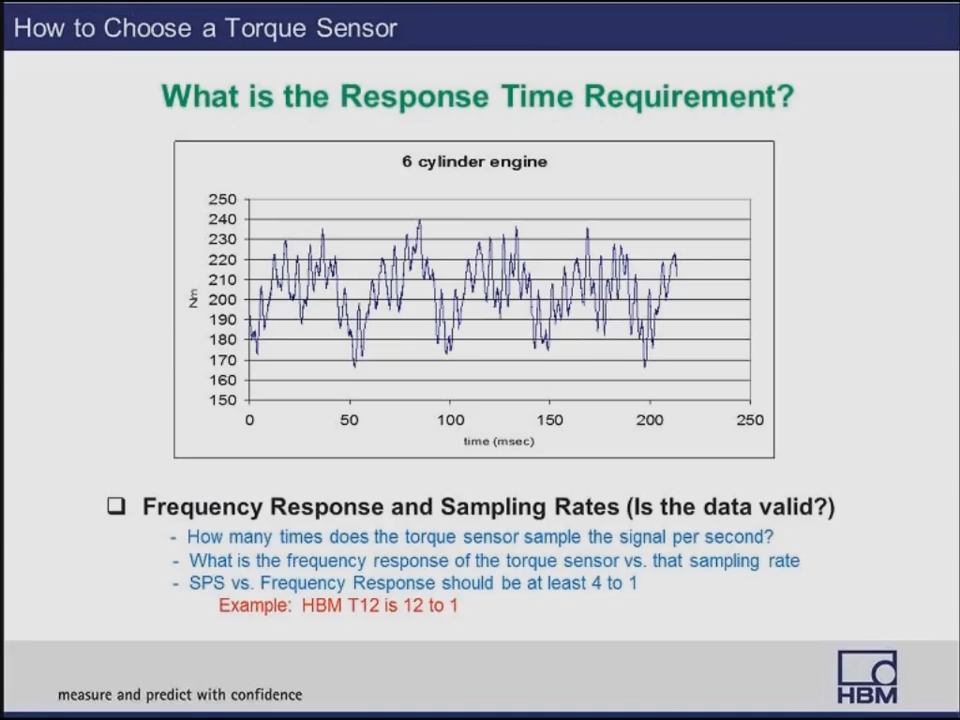 How to Choose a Torque Sensor
What is the Response Time Requirement?
6 cylinder engine
250
240
230
220
210
200
190
180
170
160
150
Nm
0 50 100 150 200 250
time (msec)
❑ Frequency Response and Sampling Rates (Is the data valid?)
- How many times does the torque sensor sample the signal per second?
- What is the frequency response of the torque sensor vs. that sampling rate
- SPS vs. Frequency Response should be at least 4 to 1
Example: HBM T12 is 12 to 1
measure and predict with confidence
HBM